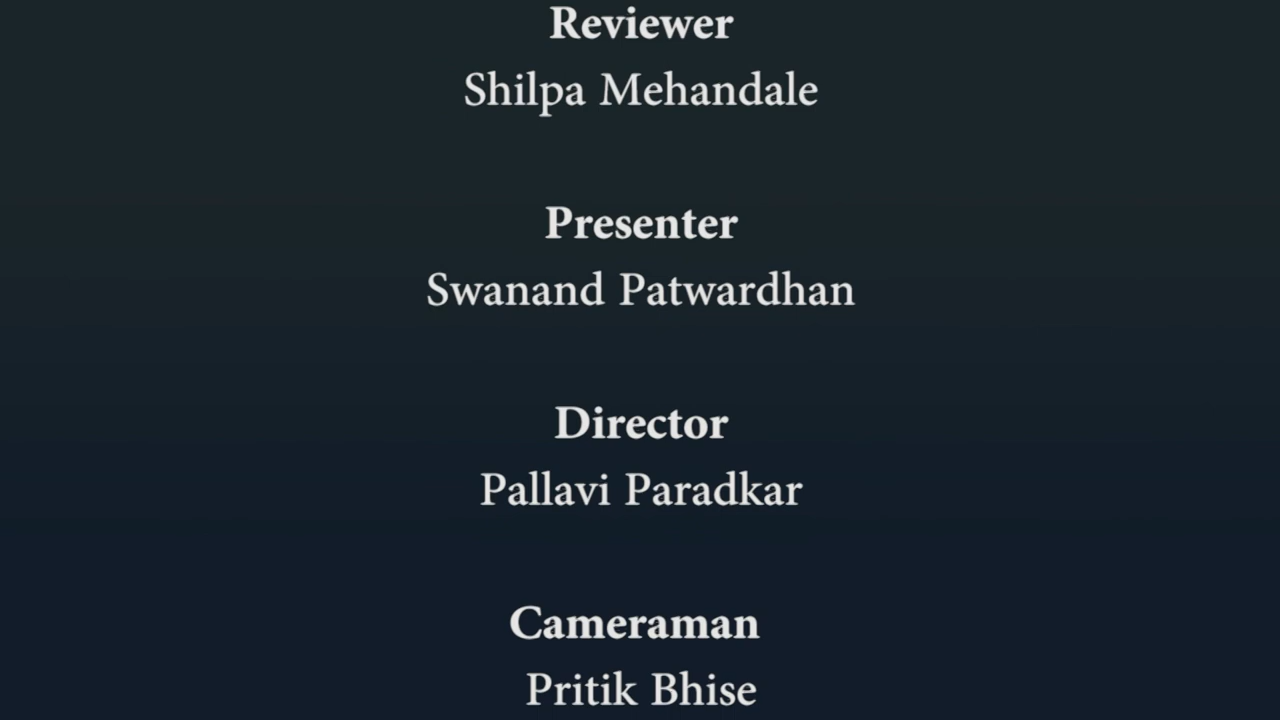 Reviewer
Shilpa Mehandale
Presenter
Swanand Patwardhan
Director
Pallavi Paradkar
Cameraman
Pritik Bhise